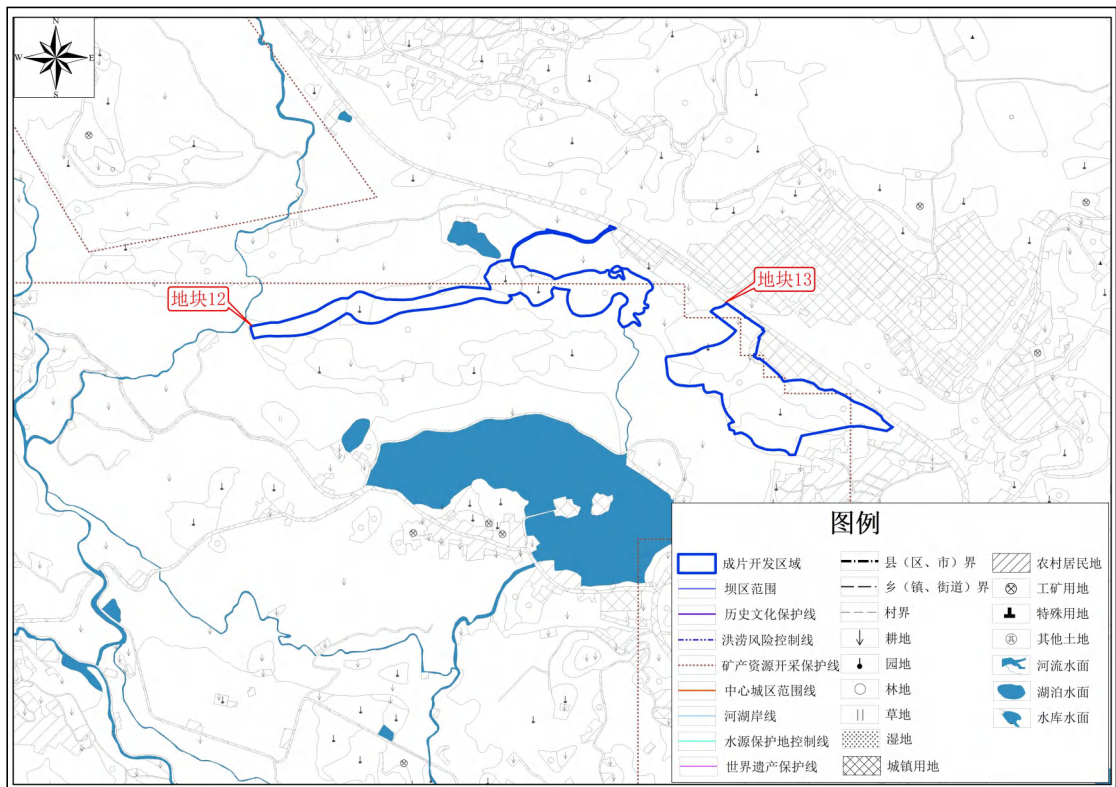 N
W E
S
地块12
地块13
图例
成片开发区域
坝区范围
历史文化保护线
洪涝风险控制线
矿产资源开采保护线
中心城区范围线
河湖岸线
水源保护地控制线
世界遗产保护线
县（区、市）界
乡（镇、街道）界
村界
耕地
园地
林地
草地
湿地
城镇用地
农村居民地
工矿用地
特殊用地
其他土地
河流水面
湖泊水面
水库水面